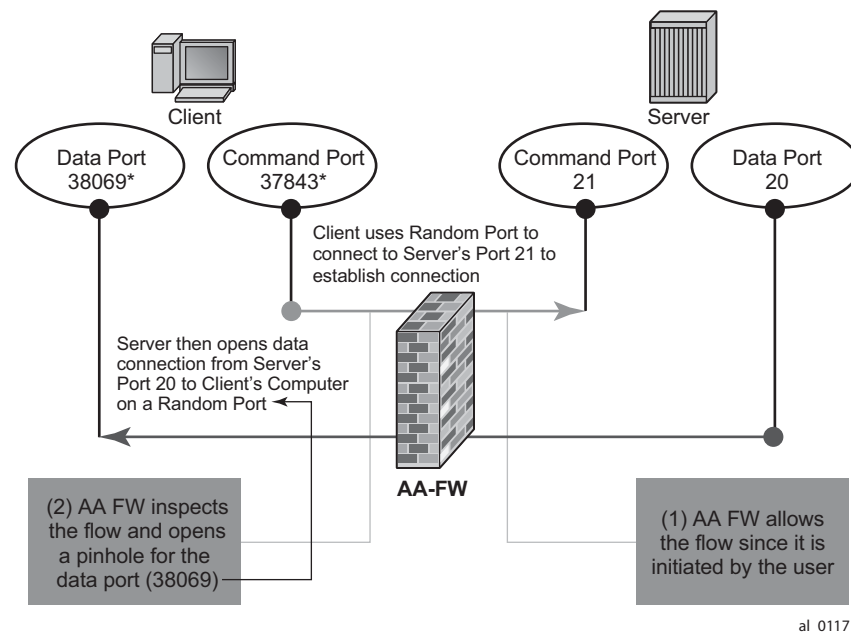 Client
Server
Data Port
38069*
Command Port
37843*
Command Port
21
Data Port
20
Client uses Random Port to
connect to Server's Port 21 to
establish connection
Server then opens data
connection from Server's
Port 20 to Client's Computer
on a Random Port
AA-FW
(2) AA FW inspects
the flow and opens
a pinhole for the
data port (38069)
(1) AA FW allows
the flow since it is
initiated by the user
al_0117